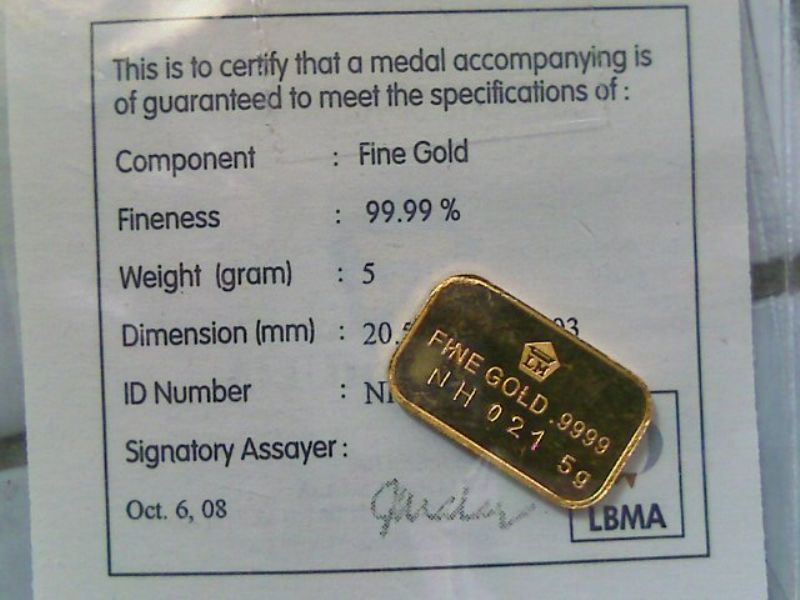 This is to certify that a medal accompanying is
of guaranteed to meet the specifications of :
Component : Fine Gold
Fineness : 99.99 %
Weight (gram) : 5
Dimension (mm) : 20.
ID Number :
Signatory Assayer :
Oct. 6, 08
LBMA
LM
FINE GOLD .9999
NH 021 5g